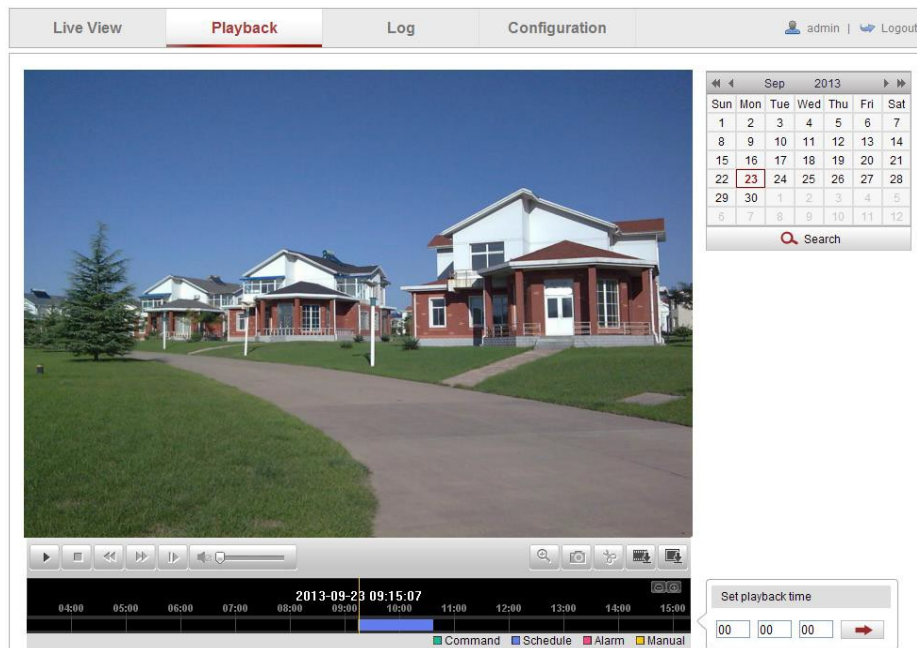 Live View Playback Log Configuration admin | Logout
Sep 2013
Sun Mon Tue Wed Thu Fri Sat
1 2 3 4 5 6 7
8 9 10 11 12 13 14
15 16 17 18 19 20 21
22 23 24 25 26 27 28
29 30 1 2 3 4 5
6 7 8 9 10 11 12
Search
2013-09-23 09:15:07
04:00 05:00 06:00 07:00 08:00 09:00 10:00 11:00 12:00 13:00 14:00 15:00
Command Schedule Alarm Manual
Set playback time
00 00 00